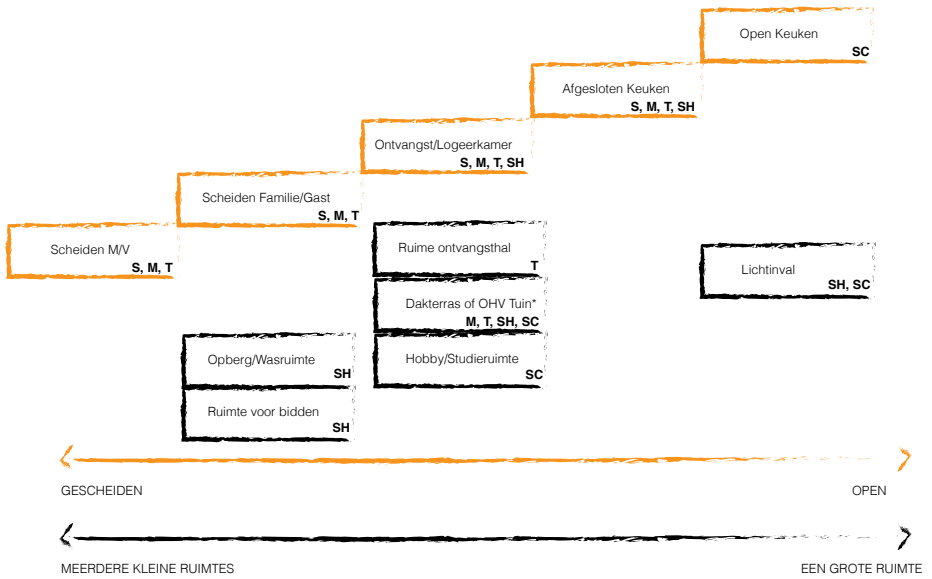 Open Keuken
SC
Afgesloten Keuken
S, M, T, SH
Ontvangst/Logeerkamer
S, M, T, SH
Scheiden Familie/Gast
S, M, T
Scheiden M/V
S, M, T
Ruime ontvangsthal
T
Lichtinval
SH, SC
Dakterras of OHV Tuin*
M, T, SH, SC
Opberg/Wasruimte
SH
Hobby/Studieruimte
SC
Ruimte voor bidden
SH
GESCHEIDEN
OPEN
MEERDERE KLEINE RUIMTES
EEN GROTE RUIMTE